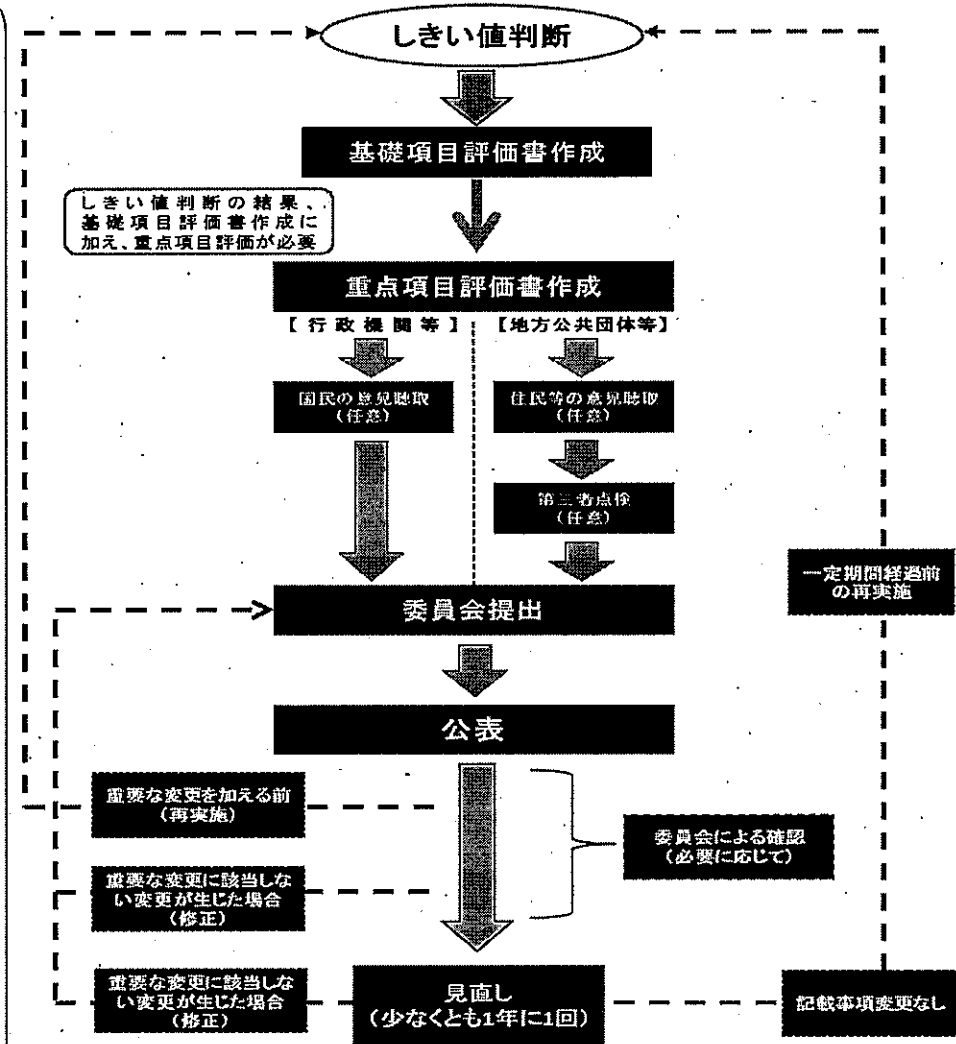 しきい値判断
基礎項目評価書作成
しきい値判断の結果、
基礎項目評価書作成に
加え、重点項目評価が必要
重点項目評価書作成
【行政機関等】
【地方公共団体等】
国民の意見聴取
(任意)
住民等の意見聴取
(任意)
第三者点検
(任意)
一定期間経過前
の再実施
委員会提出
公表
重要な変更を加える前
(再実施)
委員会による確認
(必要に応じて)
重要な変更に該当しな
い変更が生じた場合
(修正)
重要な変更に該当しな
い変更が生じた場合
(修正)
見直し
(少なくとも1年に1回)
記載事項変更なし